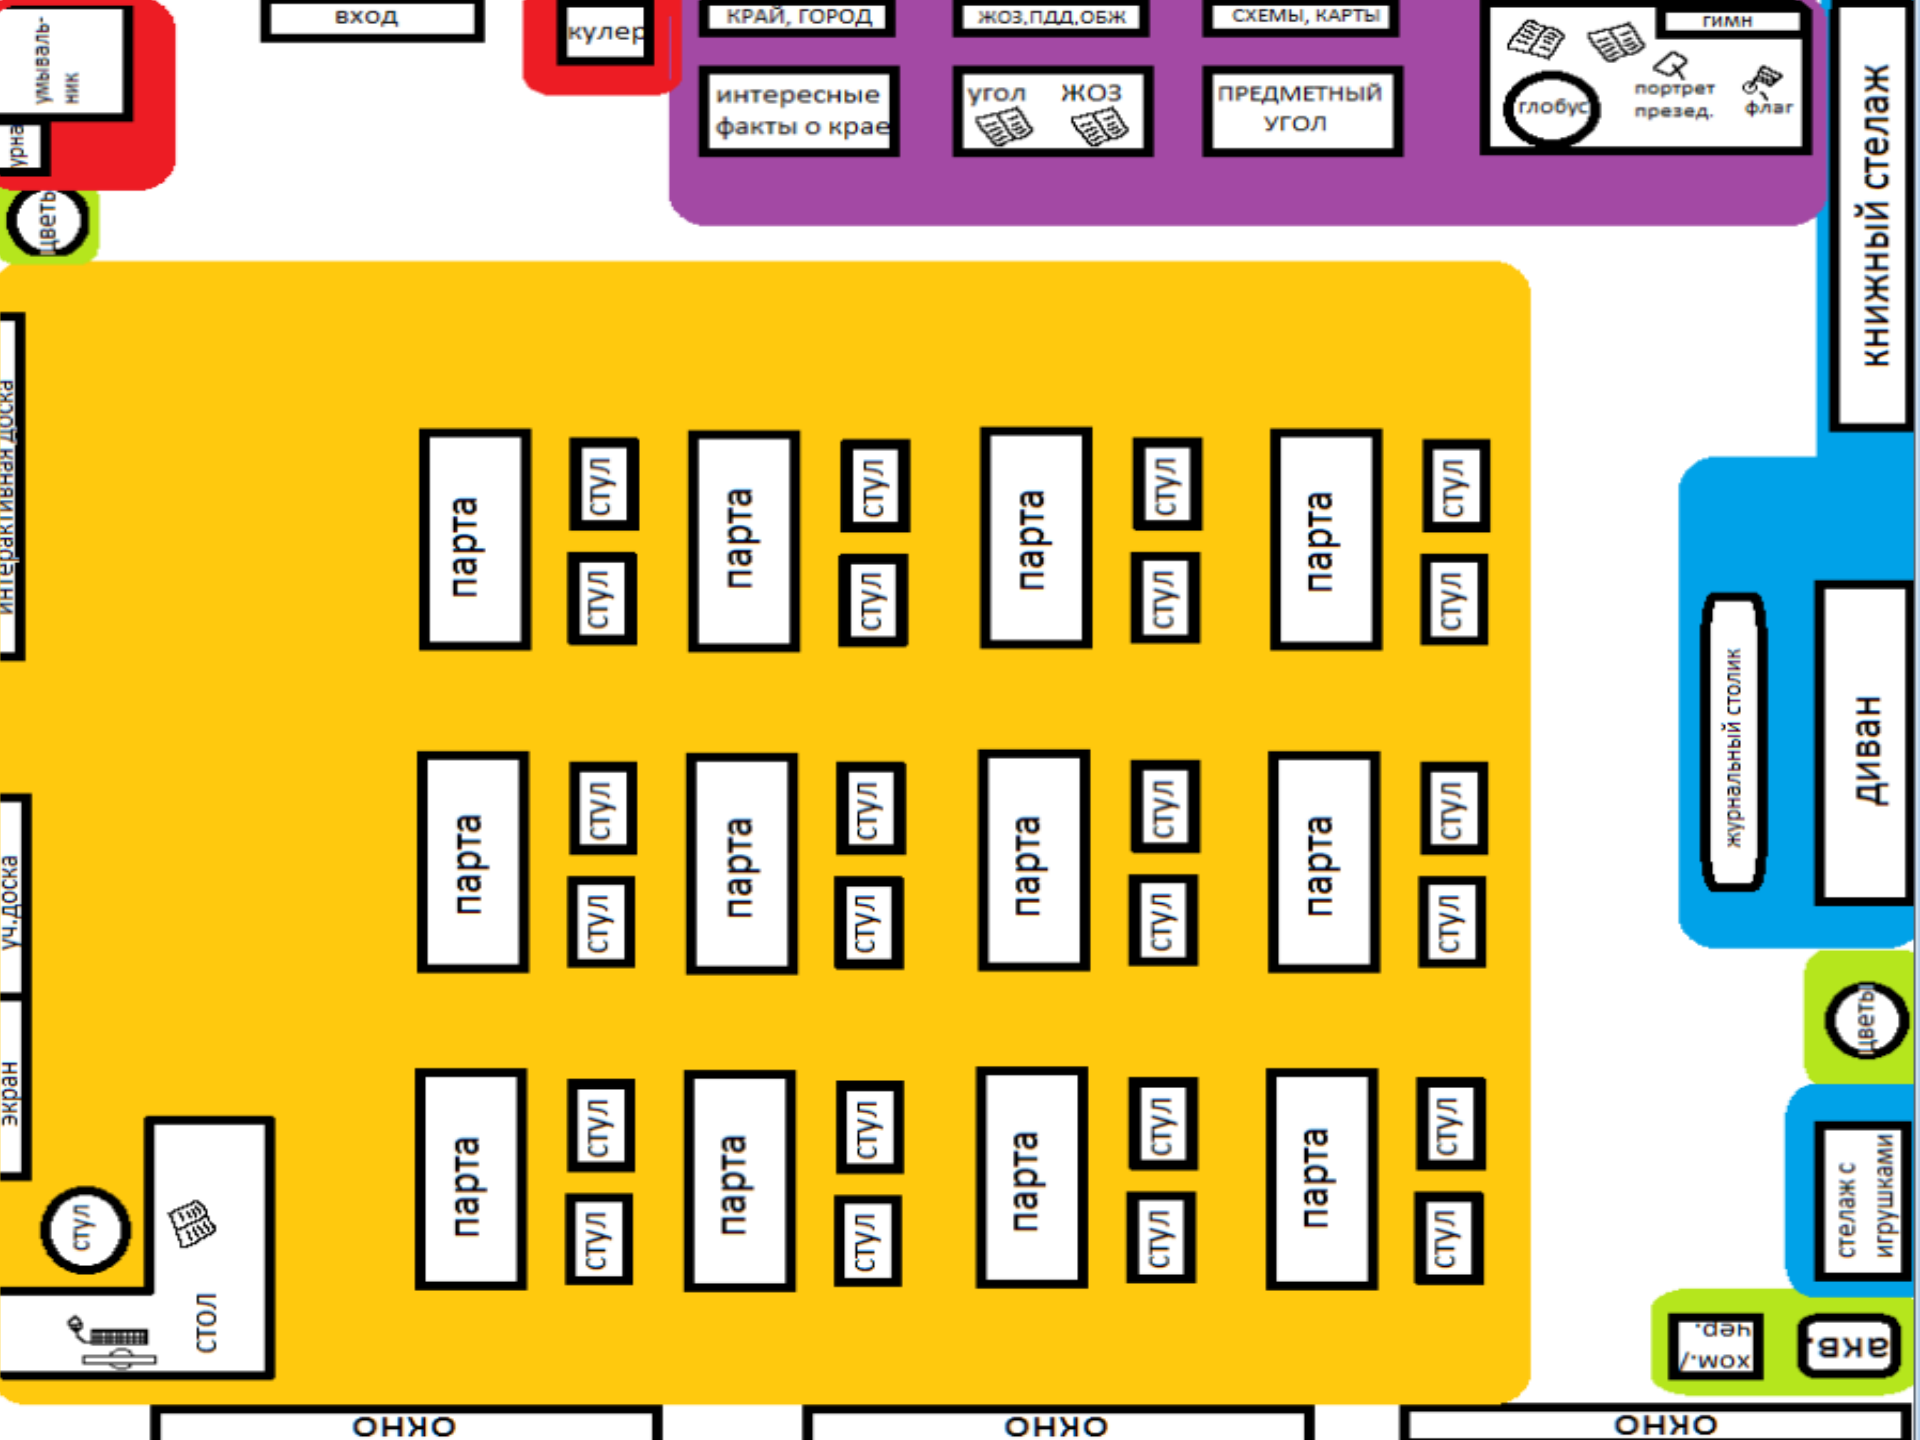 вход
кулер
КРАЙ, ГОРОД
ЖОЗ,ПДД,ОБЖ
СХЕМЫ, КАРТЫ
гимн
умываль-
ник
урна
цветы
интересные
факты о крае
угол ЖОЗ
ПРЕДМЕТНЫЙ
УГОЛ
глобус
портрет
презед.
флаг
книжный стелаж
интерактивная доска
парта
стул
стул
парта
стул
стул
парта
стул
стул
парта
стул
стул
журнальный столик
диван
уч.доска
парта
стул
стул
парта
стул
стул
парта
стул
стул
парта
стул
стул
цветы
экран
стул
стол
парта
стул
стул
парта
стул
стул
парта
стул
стул
парта
стул
стул
стелаж с
игрушками
хом./
чер.
акв.
окно
окно
окно